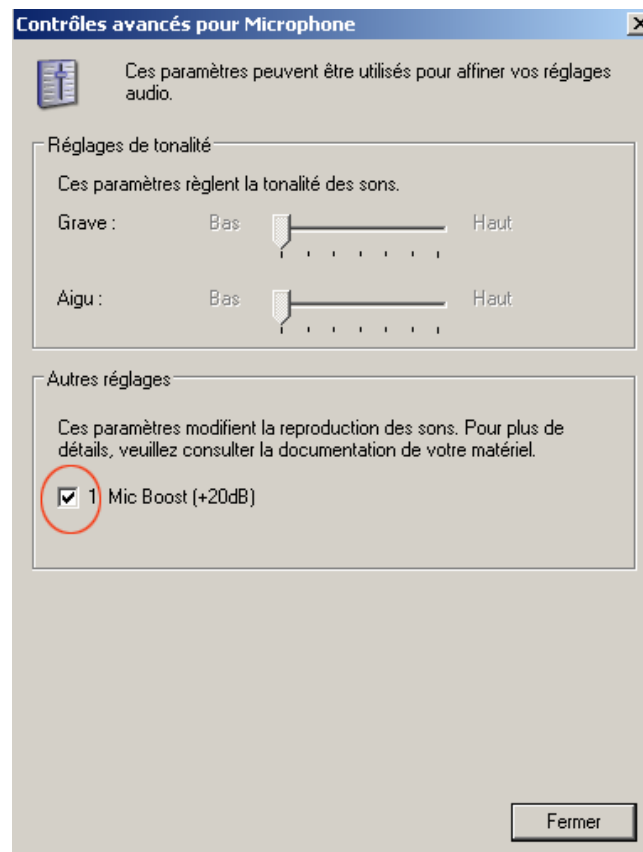 Contrôles avancés pour Microphone
Ces paramètres peuvent être utilisés pour affiner vos réglages
audio.
Réglages de tonalité
Ces paramètres règlent la tonalité des sons.
Grave : Bas Haut
Aigu : Bas Haut
Autres réglages
Ces paramètres modifient la reproduction des sons. Pour plus de
détails, veuillez consulter la documentation de votre matériel.
1 Mic Boost (+20dB)
Fermer